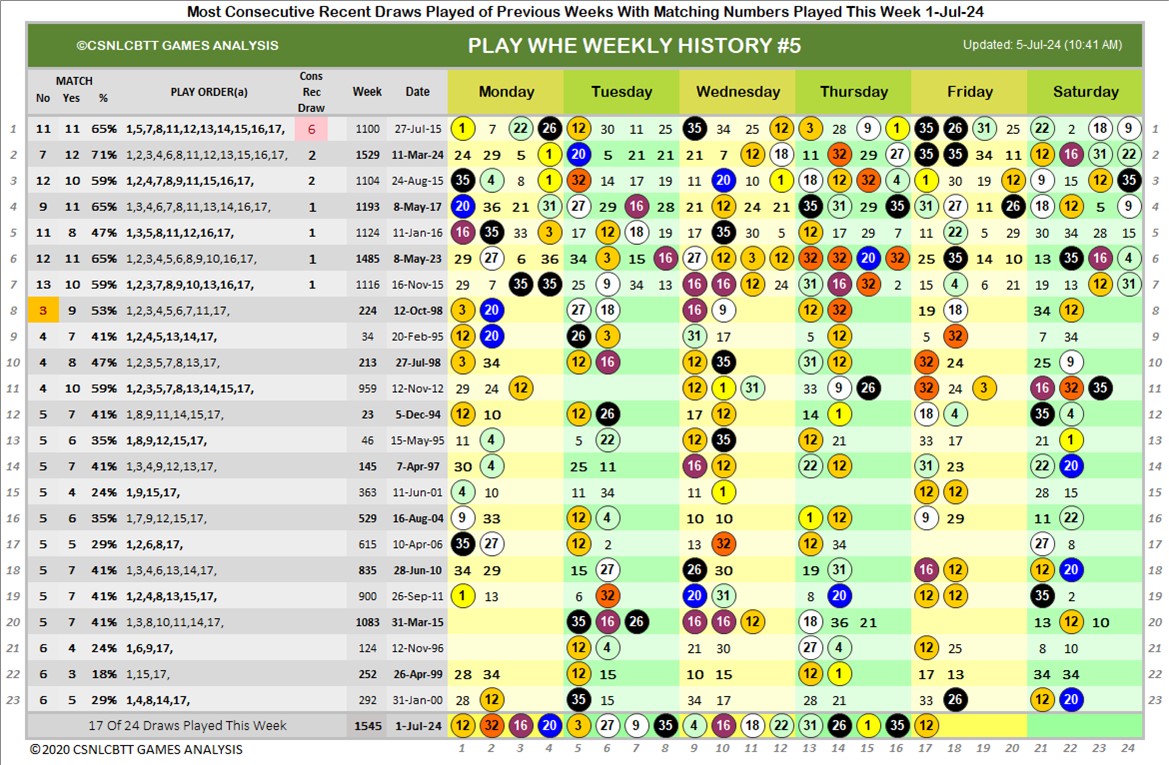 Most Consecutive Recent Draws Played of Previous Weeks With Matching Numbers Played This Week 1-Jul-24
©CSNLCBTT GAMES ANALYSIS PLAY WHE WEEKLY HISTORY #5 Updated: 5-Jul-24 (10:41 AM)
MATCH Cons
No Yes % PLAY ORDER(a) Rec Week Date Monday Tuesday Wednesday Thursday Friday Saturday
Draw
1 11 11 65% 1,5,7,8,11,12,13,14,15,16,17, 6 1100 27-Jul-15 1 7 22 26 12 30 11 25 35 34 25 12 3 28 9 1 35 26 31 25 22 2 18 9 1
2 7 12 71% 1,2,3,4,6,8,11,12,13,15,16,17, 2 1529 11-Mar-24 24 29 5 1 20 5 21 21 21 7 12 18 11 32 29 27 35 35 34 11 12 16 31 22 2
3 12 10 59% 1,2,4,7,8,9,11,15,16,17, 2 1104 24-Aug-15 35 4 8 1 32 14 17 19 11 20 10 1 18 12 32 4 1 30 19 12 9 15 12 35 3
4 9 11 65% 1,3,4,6,7,8,11,13,14,16,17, 1 1193 8-May-17 20 36 21 31 27 29 16 28 21 12 24 21 35 31 29 35 31 27 11 26 18 12 5 9 4
5 11 8 47% 1,3,5,8,11,12,16,17, 1 1124 11-Jan-16 16 35 33 3 17 12 18 19 17 35 30 5 12 17 29 7 11 22 5 29 30 34 28 15 5
6 12 11 65% 1,2,3,4,5,6,8,9,10,16,17, 1 1485 8-May-23 29 27 6 36 34 3 15 16 27 12 3 12 32 32 20 32 25 35 14 10 13 35 16 4 6
7 13 10 59% 1,2,3,7,8,9,10,13,16,17, 1 1116 16-Nov-15 29 7 35 35 25 9 34 13 16 16 12 24 31 16 32 2 15 4 6 21 19 13 12 31 7
8 3 9 53% 1,2,3,4,5,6,7,11,17, 224 12-Oct-98 3 20 27 18 16 9 12 32 19 18 34 12 8
9 4 7 41% 1,2,4,5,13,14,17, 34 20-Feb-95 12 20 26 3 31 17 5 12 5 32 7 34 9
10 4 8 47% 1,2,3,5,7,8,13,17, 213 27-Jul-98 3 34 12 16 12 35 31 12 32 24 25 9 10
11 4 10 59% 1,2,3,5,7,8,13,14,15,17, 959 12-Nov-12 29 24 12 12 1 31 33 9 26 32 24 3 16 32 35 11
12 5 7 41% 1,8,9,11,14,15,17, 23 5-Dec-94 12 10 12 26 17 12 14 1 18 4 35 4 12
13 5 6 35% 1,8,9,12,15,17, 46 15-May-95 11 4 5 22 12 35 12 21 33 17 21 1 13
14 5 7 41% 1,3,4,9,12,13,17, 145 7-Apr-97 30 4 25 11 16 12 22 12 31 23 22 20 14
15 5 4 24% 1,9,15,17, 363 11-Jun-01 4 10 11 34 11 1 12 12 28 15 15
16 5 6 35% 1,7,9,12,15,17, 529 16-Aug-04 9 33 12 4 10 10 1 12 9 29 11 22 16
17 5 5 29% 1,2,6,8,17, 615 10-Apr-06 35 27 12 2 13 32 12 34 27 8 17
18 5 7 41% 1,3,4,6,13,14,17, 835 28-Jun-10 34 29 15 27 26 30 19 31 16 12 12 20 18
19 5 7 41% 1,2,4,8,13,15,17, 900 26-Sep-11 1 13 6 32 20 31 8 20 12 12 35 2 19
20 5 7 41% 1,3,8,10,11,14,17, 1083 31-Mar-15 35 16 26 16 16 12 18 36 21 13 12 10 20
21 6 4 24% 1,6,9,17, 124 12-Nov-96 12 4 21 30 27 4 12 25 8 10 21
22 6 3 18% 1,15,17, 252 26-Apr-99 28 34 12 15 10 15 12 1 17 13 34 34 22
23 6 5 29% 1,4,8,14,17, 292 31-Jan-00 28 12 35 15 34 17 28 21 33 26 12 20 23
17 Of 24 Draws Played This Week 1545 1-Jul-24 12 32 16 20 3 27 9 35 4 16 18 22 31 26 1 35 12
© 2020 CSNLCBTT GAMES ANALYSIS 1 2 3 4 5 6 7 8 9 10 11 12 13 14 15 16 17 18 19 20 21 22 23 24